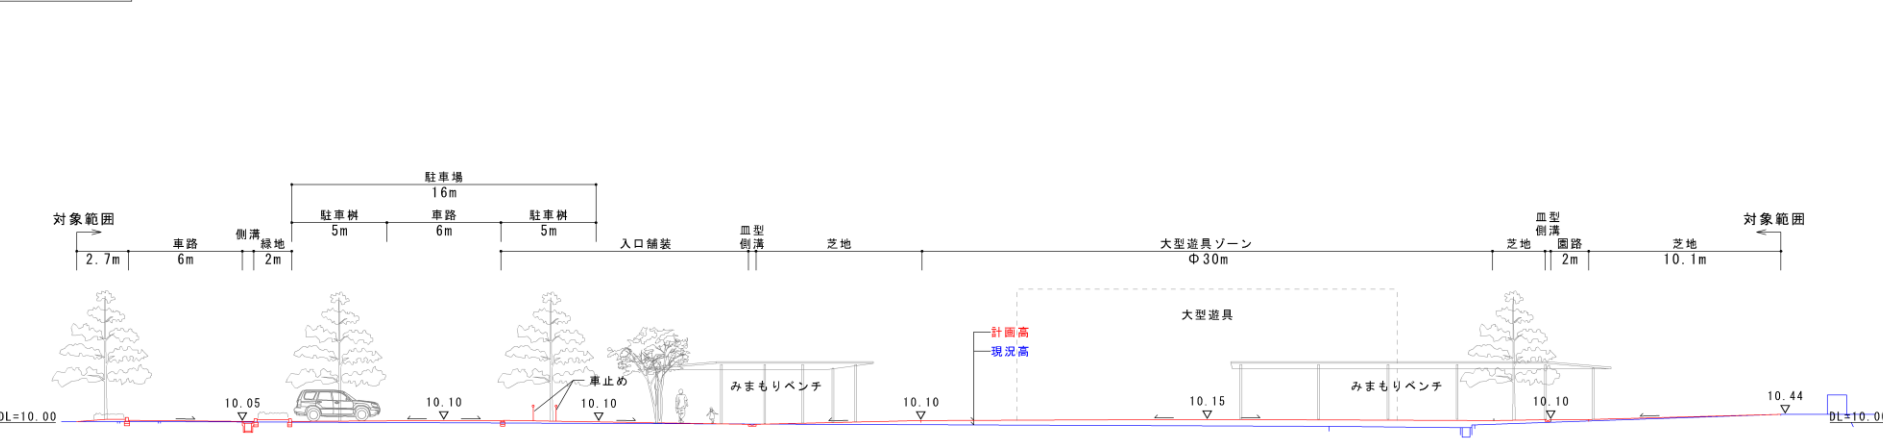 駐車場
16m
駐車桝
車路
駐車桝
5m
6m
5m
対象範囲
皿型
皿型
対象範囲
側溝
車路
緑地
入口舗装
側溝
芝地
大型遊具ゾーン
芝地
側溝
園路
芝地
2.7m
6m
2m
Φ30m
2m
10.1m
大型遊具
計画高
現況高
車止め
みまもりベンチ
みまもりベンチ
DL=10.00
10.05
10.10
10.10
10.10
10.15
10.10
10.44
DL=10.00